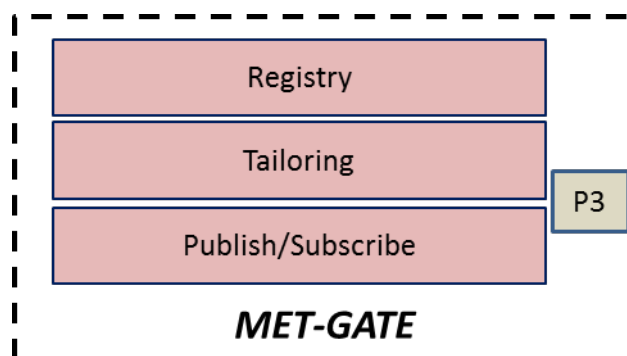 Registry
Tailoring
P3
Publish/Subscribe
MET-GATE